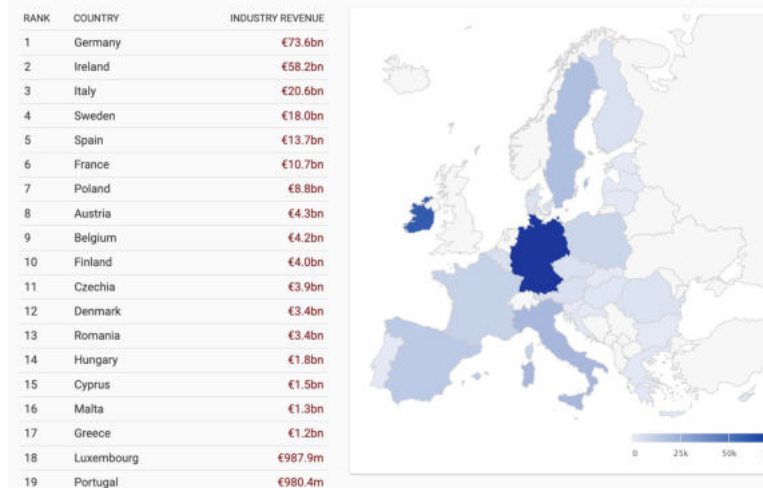 RANK COUNTRY INDUSTRY REVENUE
1 Germany €73.6bn
2 Ireland €58.2bn
3 Italy €20.6bn
4 Sweden €18.0bn
5 Spain €13.7bn
6 France €10.7bn
7 Poland €8.8bn
8 Austria €4.3bn
9 Belgium €4.2bn
10 Finland €4.0bn
11 Czechia €3.9bn
12 Denmark €3.4bn
13 Romania €3.4bn
14 Hungary €1.8bn
15 Cyprus €1.5bn
16 Malta €1.3bn
17 Greece €1.2bn
18 Luxembourg €987.9m
19 Portugal €980.4m
0 25k 50k